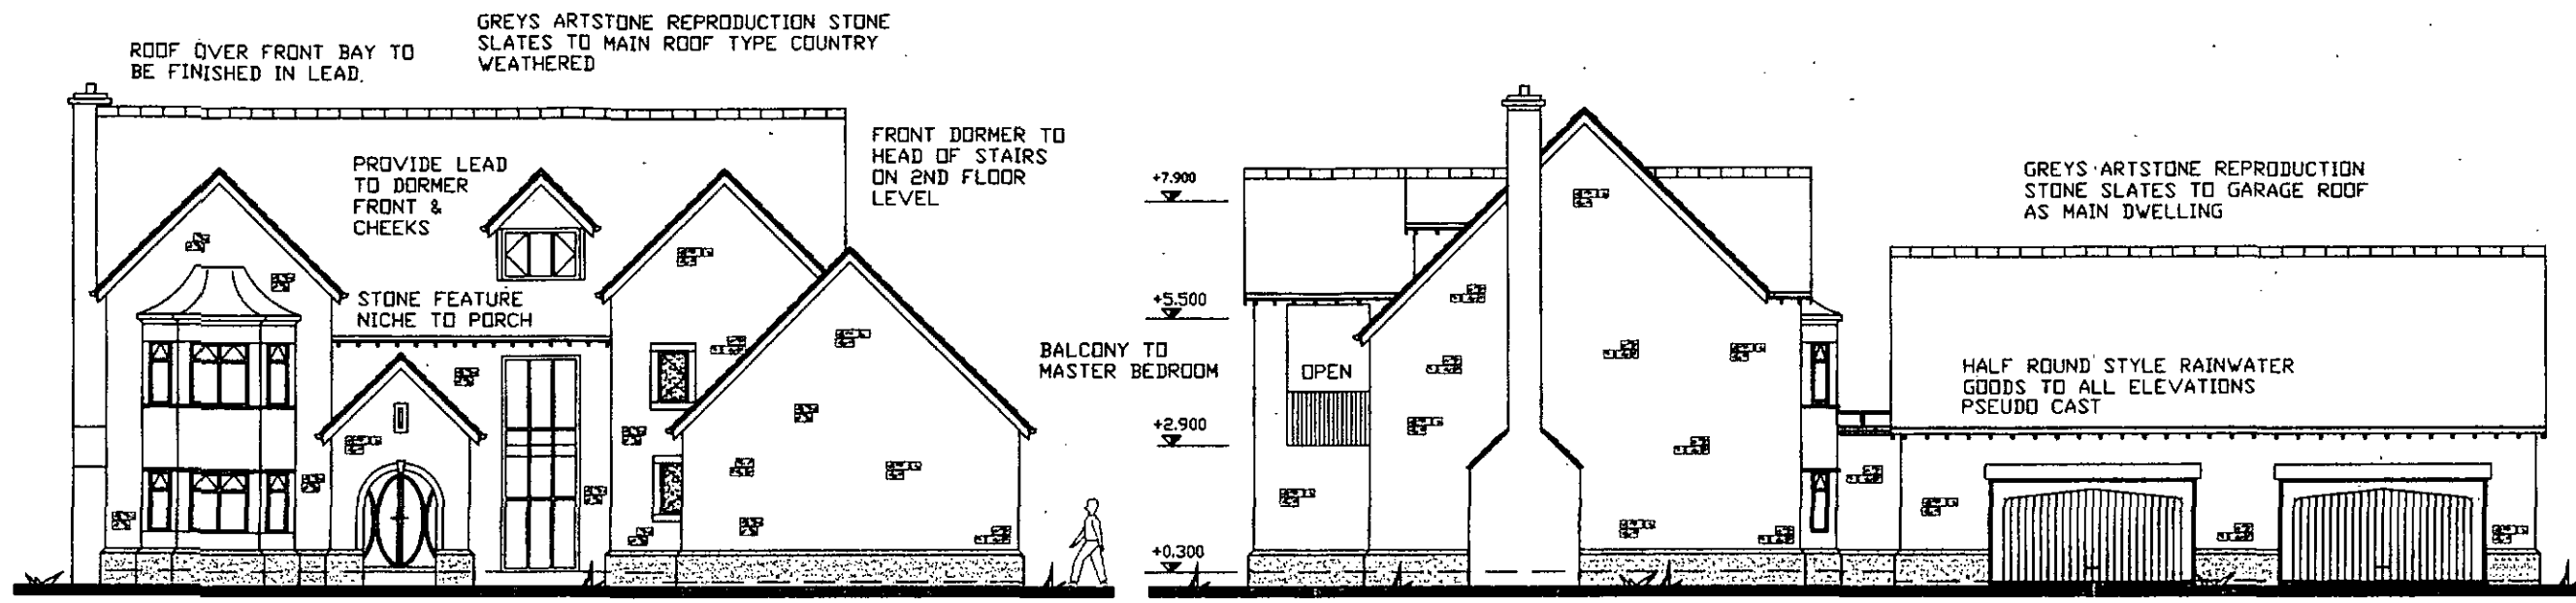 ROOF OVER FRONT BAY TO
BE FINISHED IN LEAD.
GREYS ARTSTONE REPRODUCTION STONE
SLATES TO MAIN ROOF TYPE COUNTRY
WEATHERED
PROVIDE LEAD
TO DORMER
FRONT &
CHEEKS
FRONT DORMER TO
HEAD OF STAIRS
ON 2ND FLOOR
LEVEL
STONE FEATURE
NICHE TO PORCH
BALCONY TO
MASTER BEDROOM
+7.900
+5.500
+2.900
+0.300
OPEN
GREYS ARTSTONE REPRODUCTION
STONE SLATES TO GARAGE ROOF
AS MAIN DWELLING
HALF ROUND STYLE RAINWATER
GOODS TO ALL ELEVATIONS
PSEUDO CAST